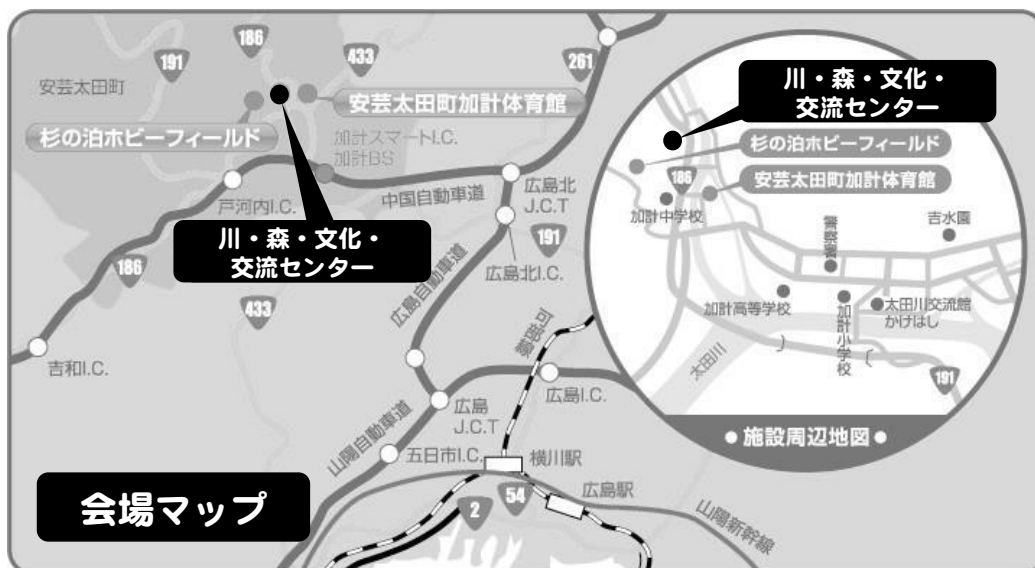 186
433
191
261
安芸太田町
安芸太田町加計体育館
杉の泊ホビーフィールド
加計スマートI.C.
加計BS
戸河内I.C.
中国自動車道
広島北
J.C.T
川・森・文化・
交流センター
191
広島北I.C.
186
433
広島自動車道
可部線
吉和I.C.
広島I.C.
広島
J.C.T
山陽自動車道
五日市I.C.
横川駅
広島駅
54
2
山陽新幹線
会場マップ
川・森・文化・
交流センター
杉の泊ホビーフィールド
186
安芸太田町加計体育館
加計中学校
警察署
吉水園
加計高等学校
加計小学校
太田川交流館
かけはし
太田川
191
●施設周辺地図●